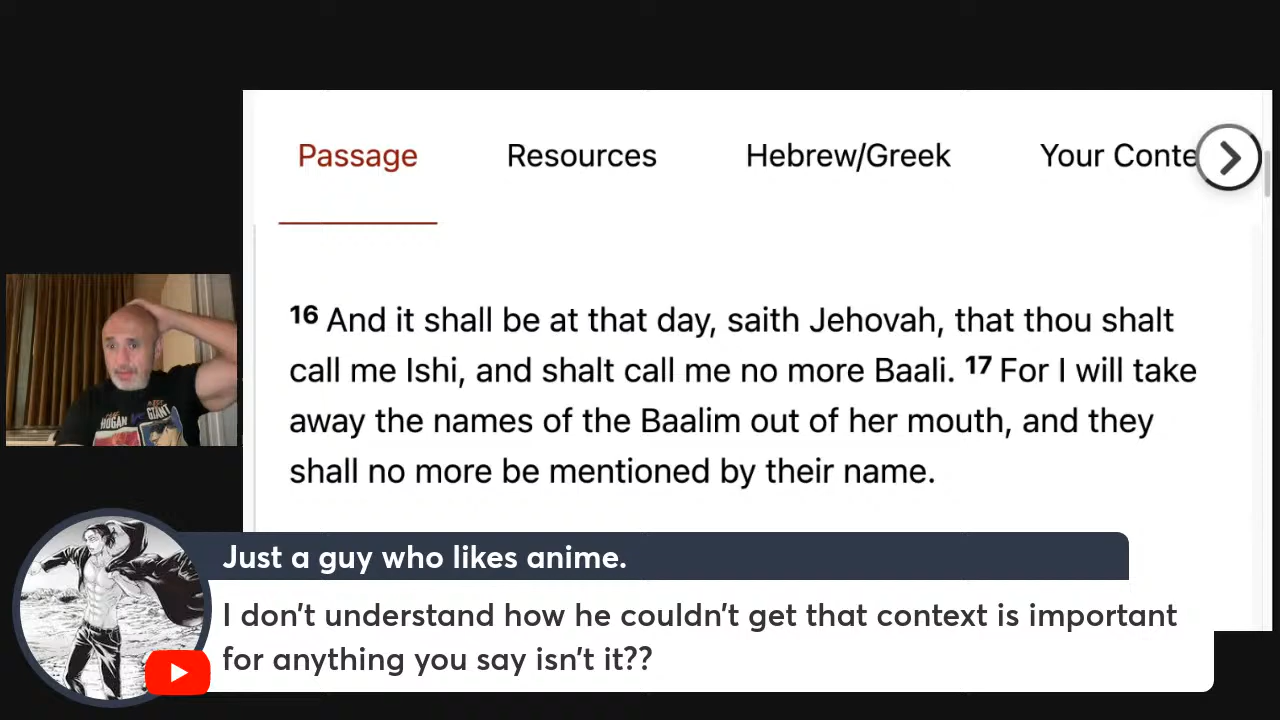 Passage Resources Hebrew/Greek Your Conte
16 And it shall be at that day, saith Jehovah, that thou shalt
call me Ishi, and shalt call me no more Baali. 17 For I will take
away the names of the Baalim out of her mouth, and they
shall no more be mentioned by their name.
HOGAN GIANT
Just a guy who likes anime.
I don't understand how he couldn't get that context is important
for anything you say isn't it??